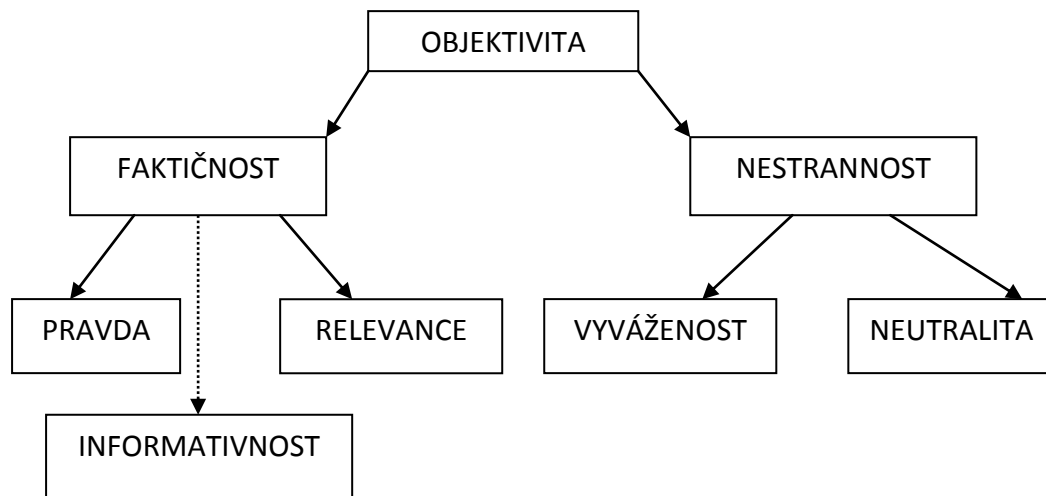 OBJEKTIVITA
FAKTIČNOST
NESTRANNOST
PRAVDA
RELEVANCE
VYVÁŽENOST
NEUTRALITA
INFORMATIVNOST